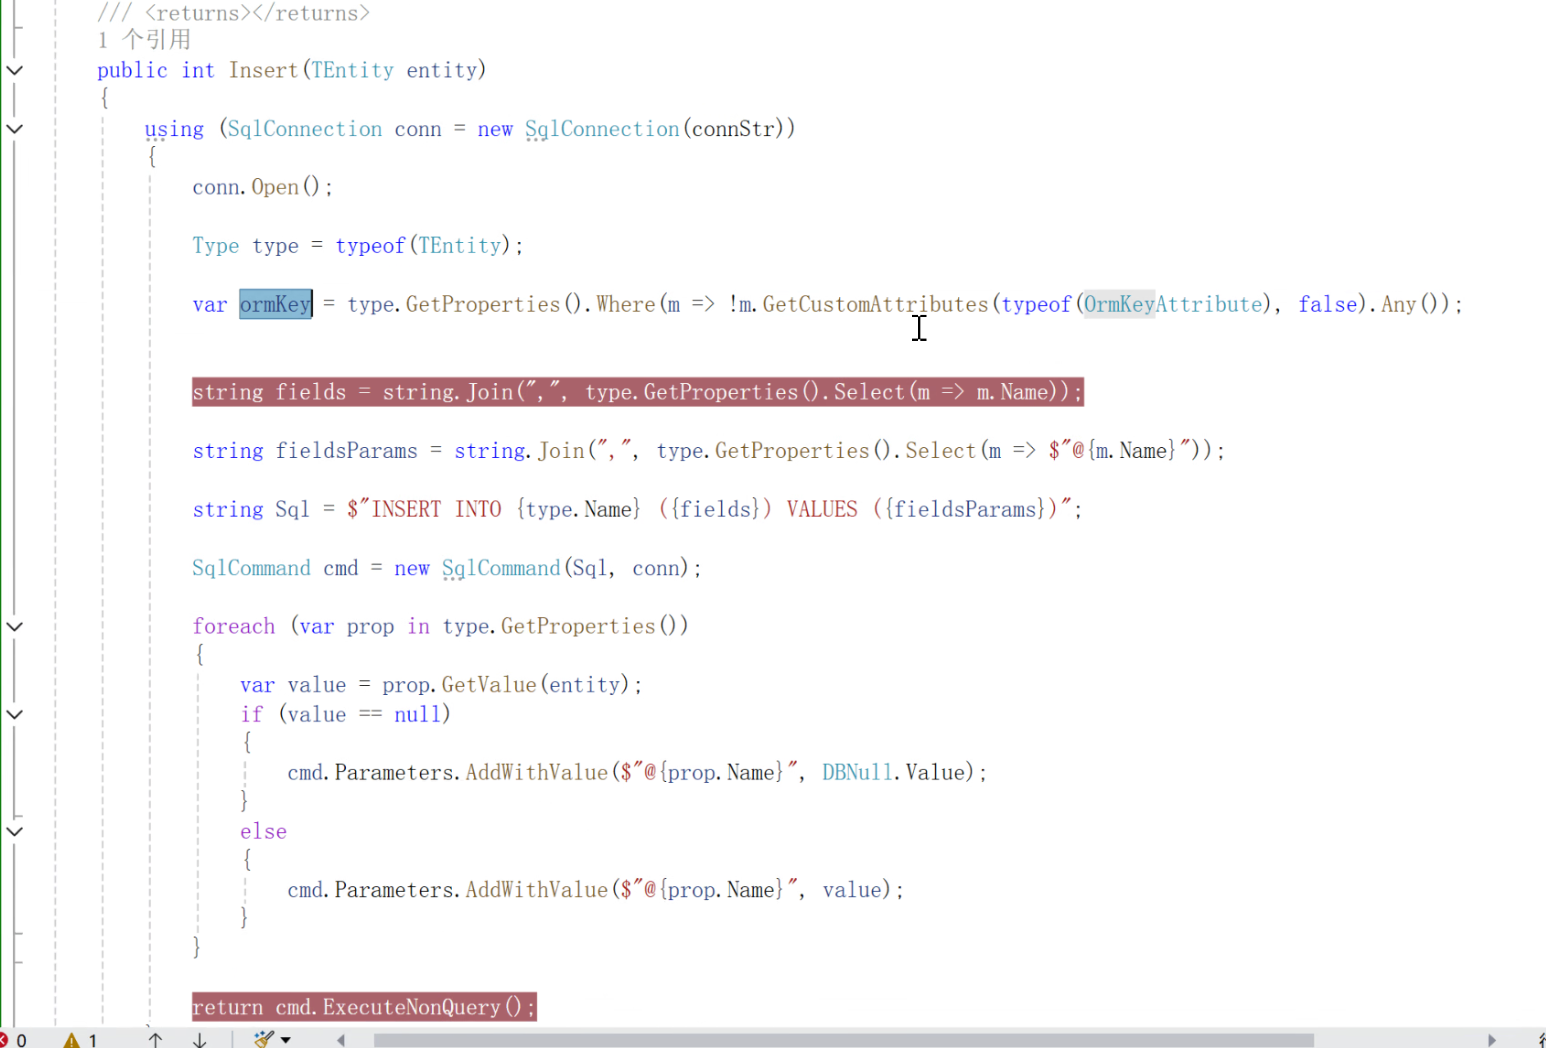 /// <returns></returns>
1 个引用
public int Insert(TEntity entity)
{
using (SqlConnection conn = new SqlConnection(connStr))
{
conn.Open();
Type type = typeof(TEntity);
var ormKey = type.GetProperties().Where(m => !m.GetCustomAttributes(typeof(OrmKeyAttribute), false).Any());
string fields = string.Join(",", type.GetProperties().Select(m => m.Name));
string fieldsParams = string.Join(",", type.GetProperties().Select(m => $"@{m.Name}"));
string Sql = $"INSERT INTO {type.Name} ({fields}) VALUES ({fieldsParams})";
SqlCommand cmd = new SqlCommand(Sql, conn);
foreach (var prop in type.GetProperties())
{
var value = prop.GetValue(entity);
if (value == null)
{
cmd.Parameters.AddWithValue($"@{prop.Name}", DBNull.Value);
}
else
{
cmd.Parameters.AddWithValue($"@{prop.Name}", value);
}
}
return cmd.ExecuteNonQuery();
0 1